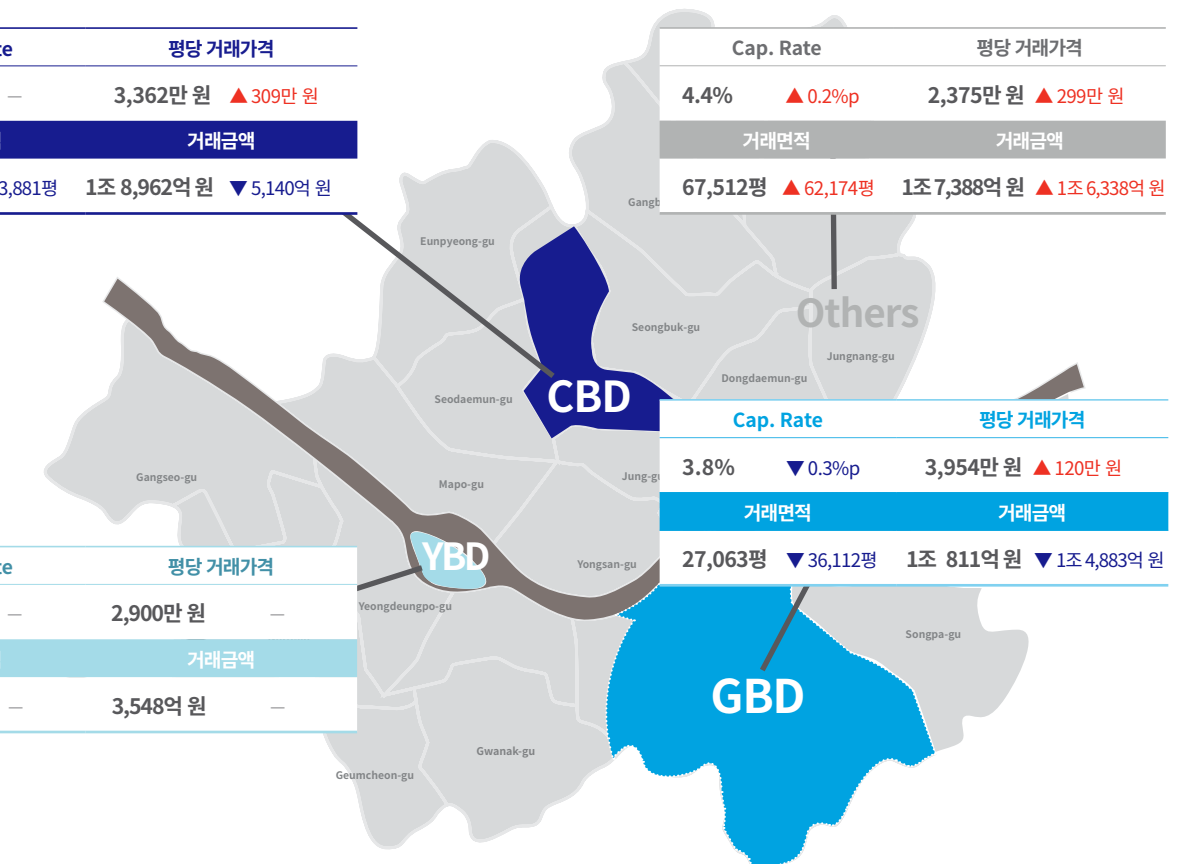 평당 거래가격
— 3,362만 원 ▲ 309만 원
거래금액
3,881평 1조 8,962억 원 ▼ 5,140억 원
Cap. Rate 평당 거래가격
4.4% ▲ 0.2%p 2,375만 원 ▲ 299만 원
거래면적 거래금액
67,512평 ▲ 62,174평 1조 7,388억 원 ▲ 1조 6,338억 원
Eunpyeong-gu
Seongbuk-gu
Others
Jungnang-gu
Dongdaemun-gu
Seodaemun-gu
CBD
Cap. Rate 평당 거래가격
3.8% ▼ 0.3%p 3,954만 원 ▲ 120만 원
거래면적 거래금액
27,063평 ▼ 36,112평 1조 811억 원 ▼ 1조 4,883억 원
Gangseo-gu
Mapo-gu
YBD
Yongsan-gu
평당 거래가격
— 2,900만 원 —
거래금액
— 3,548억 원 —
Yeongdeungpo-gu
Songpa-gu
GBD
Gwanak-gu
Geumcheon-gu